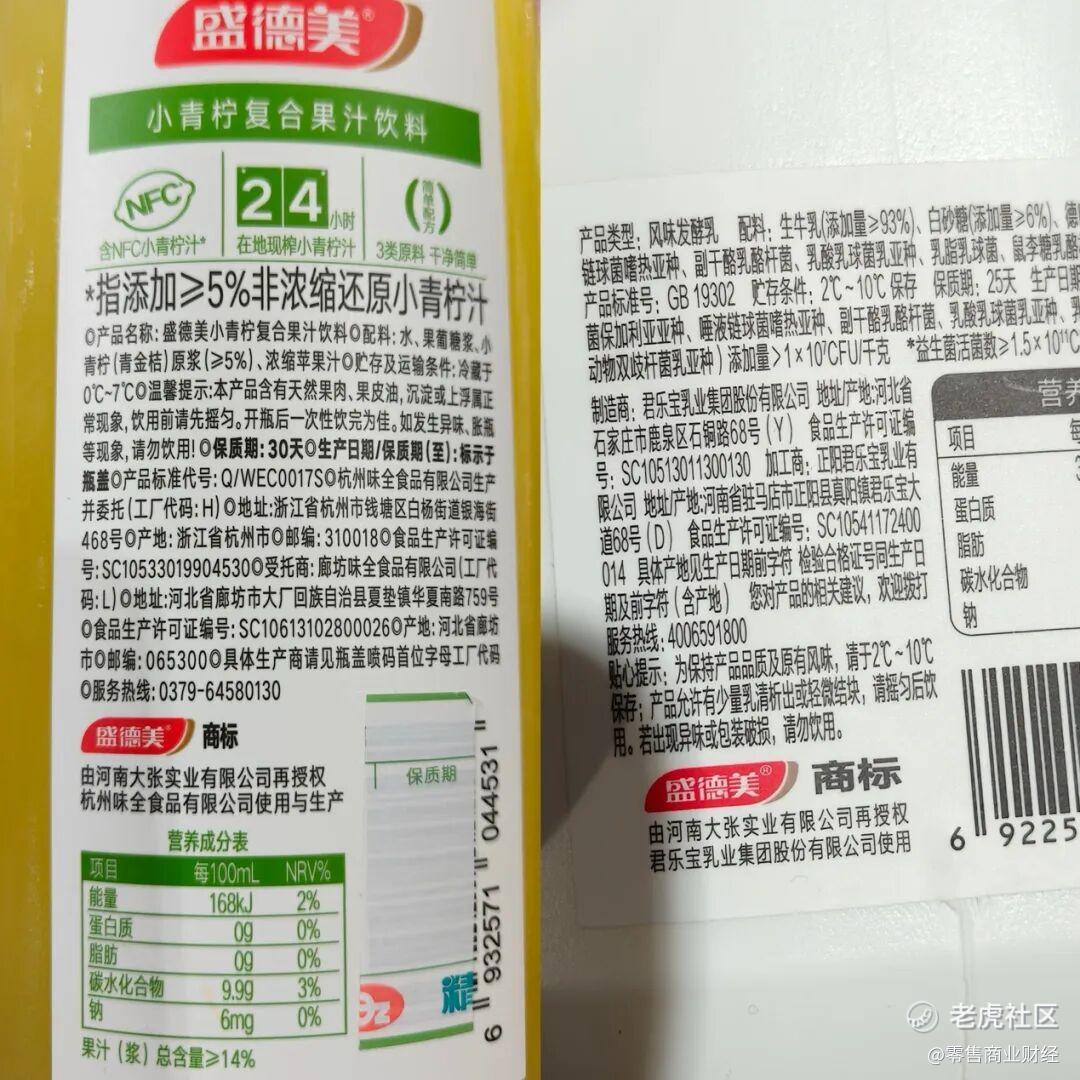 盛德美®
小青柠复合果汁饮料
NFC
含NFC小青柠汁*
24小时
在地现榨小青柠汁
简单配方
3类原料 干净简单
*指添加≥5%非浓缩还原小青柠汁
◎产品名称: 盛德美小青柠复合果汁饮料◎配料: 水、果葡糖浆、小
青柠(青金桔)原浆(≥5%)、浓缩苹果汁◎贮存及运输条件: 冷藏于
0℃~7℃◎温馨提示: 本产品含有天然果肉、果皮油, 沉淀或上浮属正
常现象, 饮用前请先摇匀。开瓶后一次性饮完为佳。如发生异味、胀瓶
等现象, 请勿饮用! ◎保质期: 30天◎生产日期/保质期(至): 标示于
瓶盖◎产品标准代号: Q/WEC0017S◎杭州味全食品有限公司生产
并委托(工厂代码: H) ◎地址: 浙江省杭州市钱塘区白杨街道银海街
468号◎产地: 浙江省杭州市◎邮编: 310018◎食品生产许可证编
号: SC10533019904530◎受托商: 廊坊味全食品有限公司(工厂代
码: L) ◎地址: 河北省廊坊市大厂回族自治县夏垫镇华夏南路759号
◎食品生产许可证编号: SC10613102800026◎产地: 河北省廊坊
市◎邮编: 065300◎具体生产商请见瓶盖喷码首位字母工厂代码
◎服务热线: 0379-64580130
盛德美® 商标
由河南大张实业有限公司再授权
杭州味全食品有限公司使用与生产
营养成分表
项目 每100mL NRV%
能量 168kJ 2%
蛋白质 0g 0%
脂肪 0g 0%
碳水化合物 9.9g 3%
钠 6mg 0%
果汁(浆)总含量≥14%
保质期
精
6 932571 044531
产品类型: 风味发酵乳 配料: 生牛乳(添加量≥93%)、白砂糖(添加量≥6%)、德
链球菌嗜热亚种、副干酪乳酪杆菌、乳酸乳球菌乳亚种、乳脂乳球菌、鼠李糖乳酪
产品标准号: GB 19302 贮存条件: 2℃~10℃保存 保质期: 25天 生产日期
菌保加利亚亚种、唾液链球菌嗜热亚种、副干酪乳酪杆菌、乳酸乳球菌乳亚种、乳
动物双歧杆菌乳亚种) 添加量>1×10⁷CFU/千克 *益生菌活菌数≥1.5×10¹¹C
制造商: 君乐宝乳业集团股份有限公司 地址/产地: 河北省
石家庄市鹿泉区石铜路68号(Y) 食品生产许可证编
号: SC10513011300130 加工商: 正阳君乐宝乳业有
限公司 地址/产地: 河南省驻马店市正阳县真阳镇君乐宝大
道68号(D) 食品生产许可证编号: SC10541172400
014 具体产地见生产日期前字符 检验合格证号同生产日
期及前字符(含产地) 您对产品的相关建议, 欢迎拨打
服务热线: 4006591800
贴心提示: 为保持产品品质及原有风味, 请于2℃~10℃
保存; 产品允许有少量乳清析出或轻微结块, 请摇匀后饮
用。若出现异味或包装破损, 请勿饮用。
盛德美® 商标
由河南大张实业有限公司再授权
君乐宝乳业集团股份有限公司使用
营养
项目
能量
蛋白质
脂肪
碳水化合物
钠
6 9225
老虎社区
@零售商业财经